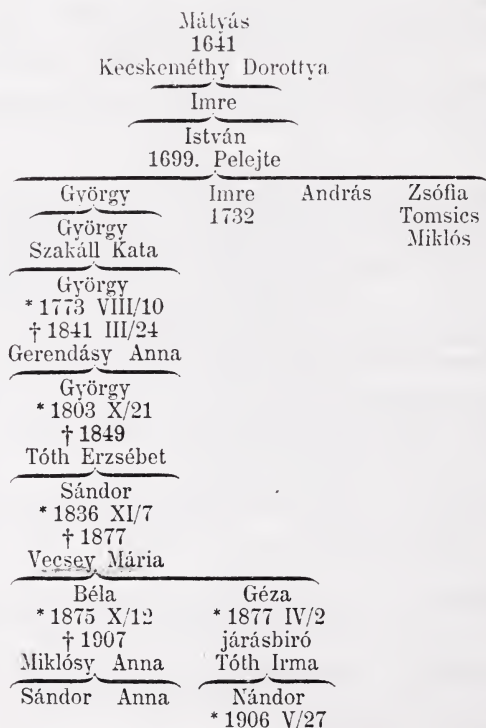 Mátyás
1641
Kecskeméthy Dorottya
Imre
István
1699. Pelejte
György Imre András Zsófia
1732 Tomsics
Miklós
György
Szakáll Kata
György
* 1773 VIII/10
† 1841 III/24
Gerendásy Anna
György
* 1803 X/21
† 1849
Tóth Erzsébet
Sándor
* 1836 XI/7
† 1877
Vecsey Mária
Béla Géza
* 1875 X/12 * 1877 IV/2
† 1907 járásbiró
Miklósy Anna Tóth Irma
Sándor Anna Nándor
* 1906 V/27